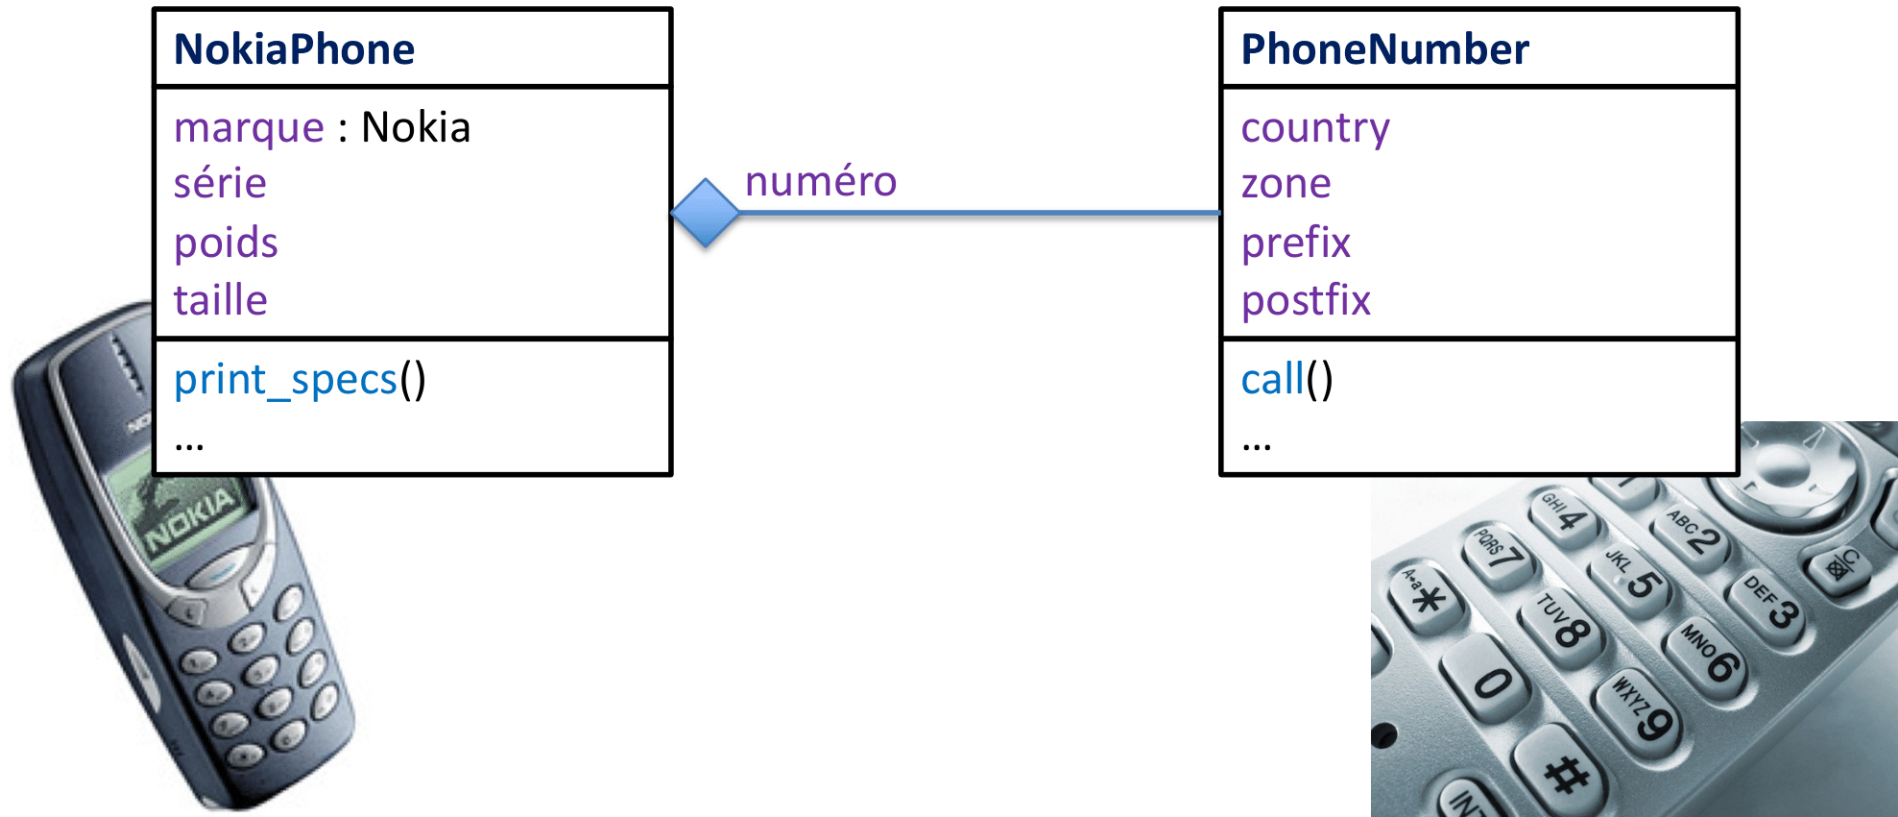 NokiaPhone
marque : Nokia
série
poids
taille
print_specs()
...
numéro
PhoneNumber
country
zone
prefix
postfix
call()
...
NOKIA
GHI 4
ABC 2
PQRS 7
JKL 5
DEF 3
C
A→a *
TUV 8
MNO 6
0
WXYZ 9
#